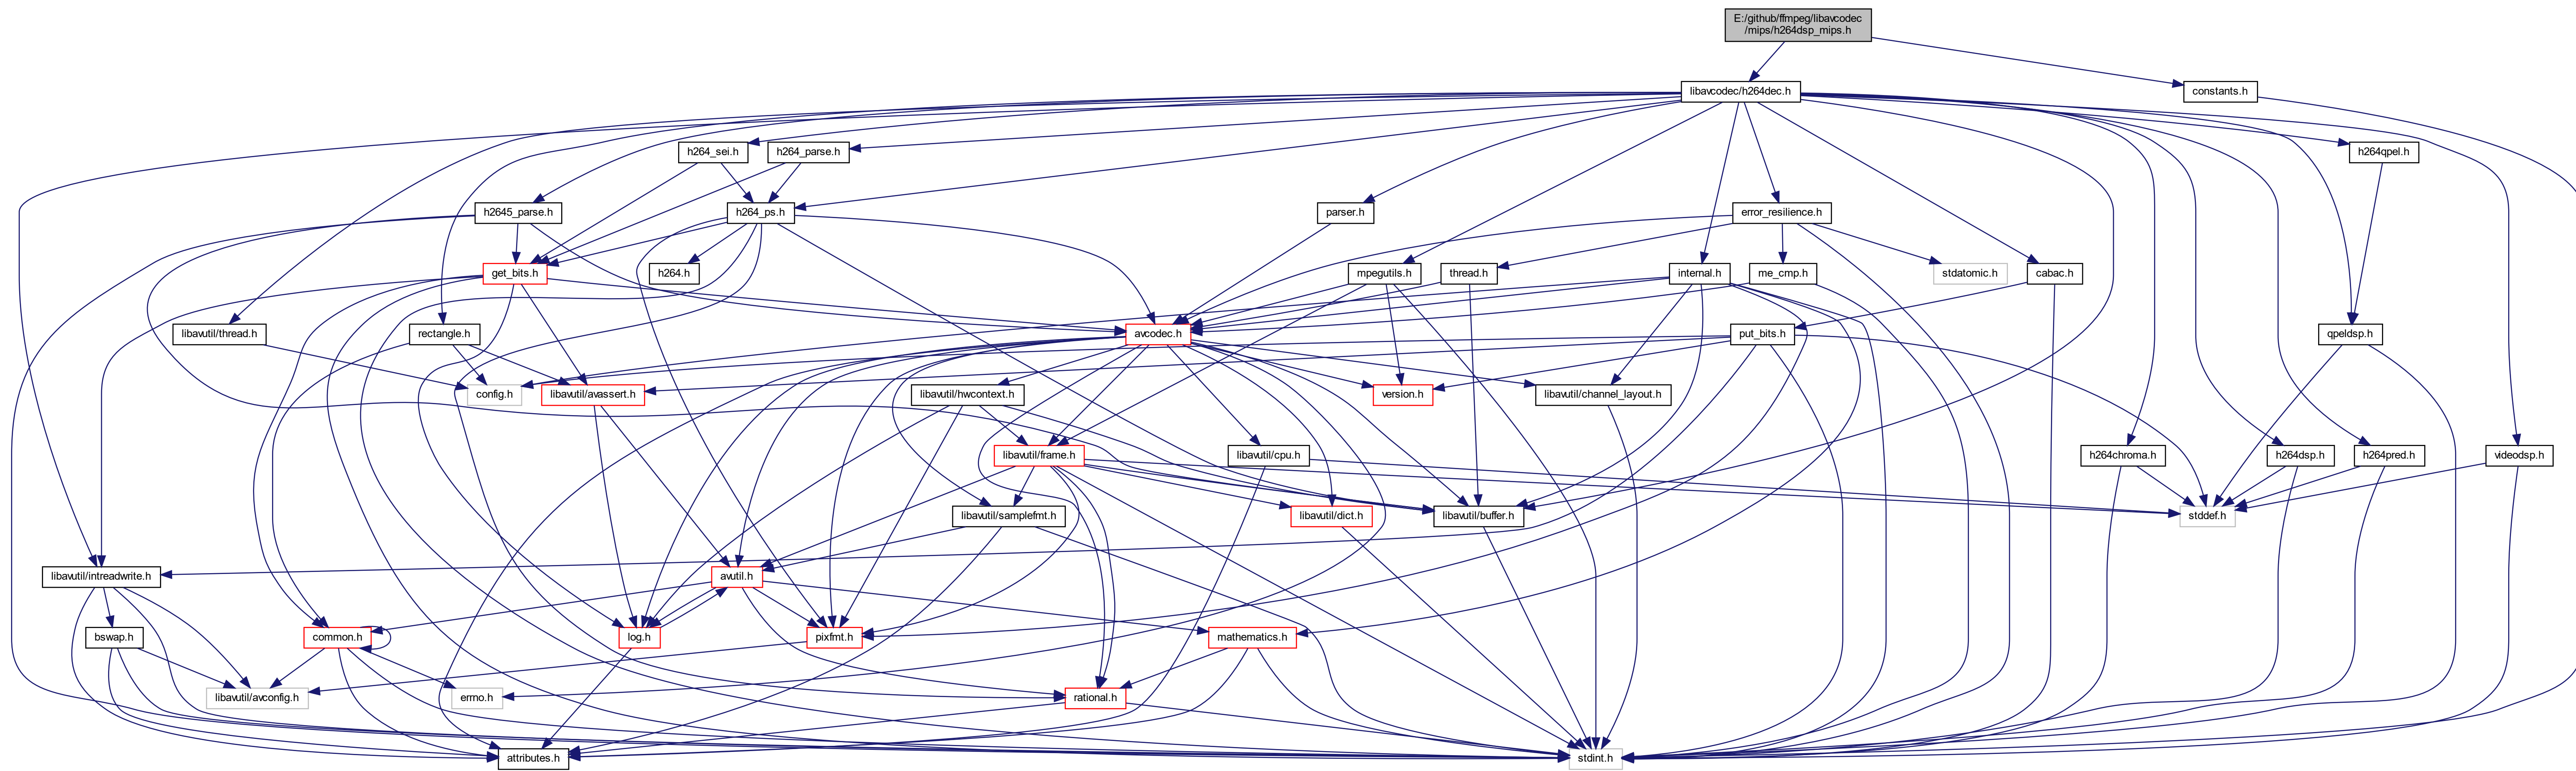 E:/github/ffmpeg/libavcodec
/mips/h264dsp_mips.h
libavcodec/h264dec.h
constants.h
h264_sei.h
h264_parse.h
h264qpel.h
h2645_parse.h
h264_ps.h
parser.h
error_resilience.h
get_bits.h
h264.h
mpegutils.h
thread.h
internal.h
me_cmp.h
stdatomic.h
cabac.h
libavutil/thread.h
rectangle.h
avcodec.h
put_bits.h
qpeldsp.h
config.h
libavutil/avassert.h
libavutil/hwcontext.h
version.h
libavutil/channel_layout.h
libavutil/frame.h
libavutil/cpu.h
h264chroma.h
h264dsp.h
h264pred.h
videodsp.h
libavutil/samplefmt.h
libavutil/dict.h
libavutil/buffer.h
stddef.h
libavutil/intreadwrite.h
avutil.h
bswap.h
common.h
log.h
pixfmt.h
mathematics.h
libavutil/avconfig.h
errno.h
rational.h
attributes.h
stdint.h